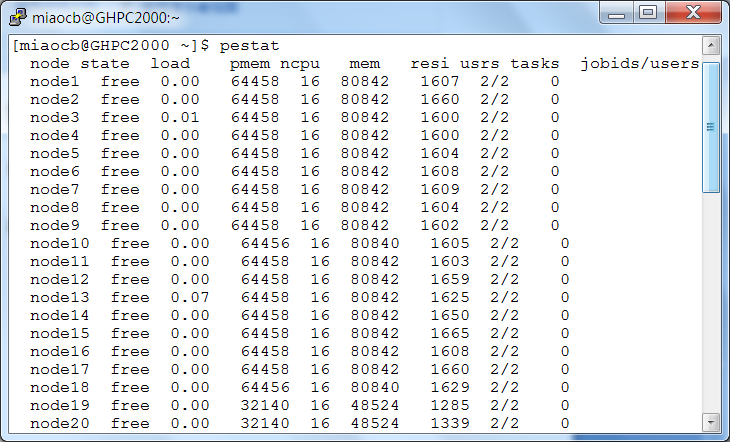 miaocb@GHPC2000:~
[miaocb@GHPC2000 ~]$ pestat
node state load pmem ncpu mem resi usrs tasks jobids/users
node1 free 0.00 64458 16 80842 1607 2/2 0
node2 free 0.00 64458 16 80842 1660 2/2 0
node3 free 0.01 64458 16 80842 1600 2/2 0
node4 free 0.00 64458 16 80842 1600 2/2 0
node5 free 0.00 64458 16 80842 1604 2/2 0
node6 free 0.00 64458 16 80842 1608 2/2 0
node7 free 0.00 64458 16 80842 1609 2/2 0
node8 free 0.00 64458 16 80842 1604 2/2 0
node9 free 0.00 64458 16 80842 1602 2/2 0
node10 free 0.00 64456 16 80840 1605 2/2 0
node11 free 0.00 64458 16 80842 1603 2/2 0
node12 free 0.00 64458 16 80842 1659 2/2 0
node13 free 0.07 64458 16 80842 1625 2/2 0
node14 free 0.00 64458 16 80842 1650 2/2 0
node15 free 0.00 64458 16 80842 1665 2/2 0
node16 free 0.00 64458 16 80842 1608 2/2 0
node17 free 0.00 64458 16 80842 1660 2/2 0
node18 free 0.00 64456 16 80840 1629 2/2 0
node19 free 0.00 32140 16 48524 1285 2/2 0
node20 free 0.00 32140 16 48524 1339 2/2 0